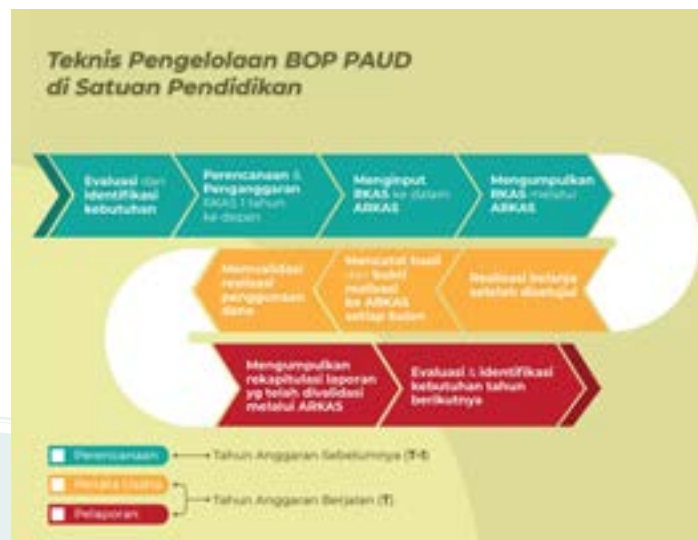 Teknis Pengelolaan BOP PAUD
di Satuan Pendidikan
Evaluasi dan
identifikasi
kebutuhan
Perencanaan &
Penganggaran
RKAS 1 tahun
ke depan
Menginput
RKAS ke dalam
ARKAS
Mengumpulkan
RKAS melalui
ARKAS
Realisasi belanja
setelah disetujui
Mencatat hasil
dan bukti
ke ARKAS
setiap bulan
Memvalidasi
realisasi
penggunaan
dana
Mengumpulkan
rekapitulasi laporan
yg telah divalidasi
melalui ARKAS
Evaluasi & identifikasi
kebutuhan tahun
berikutnya
Perencanaan
Tahun Anggaran Sebelumnya (T-1)
Tahun Anggaran Berjalan (T)
Pelaporan